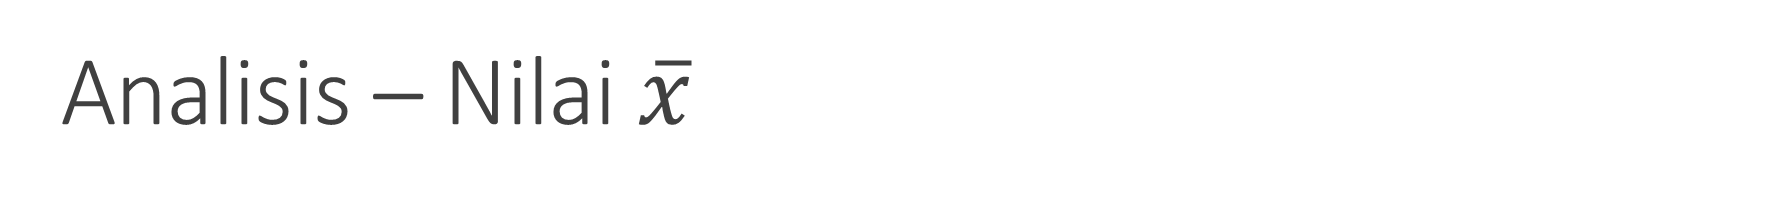 Analisis – Nilai x̄